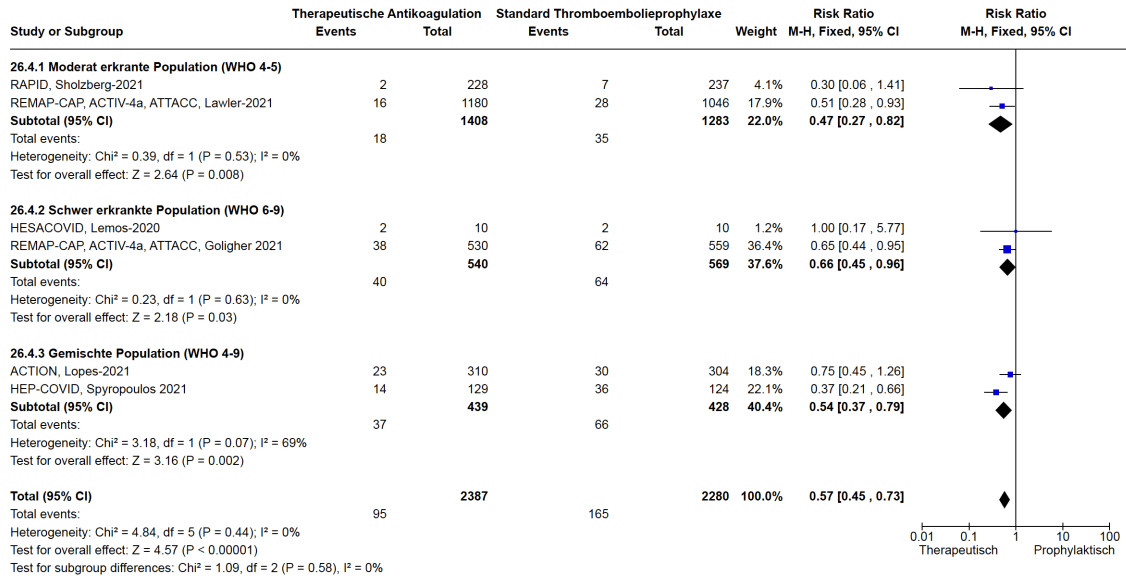 Therapeutische Antikoagulation Standard Thromboembolieprophylaxe Risk Ratio Risk Ratio
Study or Subgroup Events Total Events Total Weight M-H, Fixed, 95% CI M-H, Fixed, 95% CI
26.4.1 Moderat erkrante Population (WHO 4-5)
RAPID, Sholzberg-2021 2 228 7 237 4.1% 0.30 [0.06 , 1.41]
REMAP-CAP, ACTIV-4a, ATTACC, Lawler-2021 16 1180 28 1046 17.9% 0.51 [0.28 , 0.93]
Subtotal (95% CI) 1408 1283 22.0% 0.47 [0.27 , 0.82]
Total events: 18 35
Heterogeneity: Chi² = 0.39, df = 1 (P = 0.53); I² = 0%
Test for overall effect: Z = 2.64 (P = 0.008)
26.4.2 Schwer erkrankte Population (WHO 6-9)
HESACOVID, Lemos-2020 2 10 2 10 1.2% 1.00 [0.17 , 5.77]
REMAP-CAP, ACTIV-4a, ATTACC, Goligher 2021 38 530 62 559 36.4% 0.65 [0.44 , 0.95]
Subtotal (95% CI) 540 569 37.6% 0.66 [0.45 , 0.96]
Total events: 40 64
Heterogeneity: Chi² = 0.23, df = 1 (P = 0.63); I² = 0%
Test for overall effect: Z = 2.18 (P = 0.03)
26.4.3 Gemischte Population (WHO 4-9)
ACTION, Lopes-2021 23 310 30 304 18.3% 0.75 [0.45 , 1.26]
HEP-COVID, Spyropoulos 2021 14 129 36 124 22.1% 0.37 [0.21 , 0.66]
Subtotal (95% CI) 439 428 40.4% 0.54 [0.37 , 0.79]
Total events: 37 66
Heterogeneity: Chi² = 3.18, df = 1 (P = 0.07); I² = 69%
Test for overall effect: Z = 3.16 (P = 0.002)
Total (95% CI) 2387 2280 100.0% 0.57 [0.45 , 0.73]
Total events: 95 165
Heterogeneity: Chi² = 4.84, df = 5 (P = 0.44); I² = 0%
0.01 0.1 1 10 100
Test for overall effect: Z = 4.57 (P < 0.00001) Therapeutisch Prophylaktisch
Test for subgroup differences: Chi² = 1.09, df = 2 (P = 0.58), I² = 0%